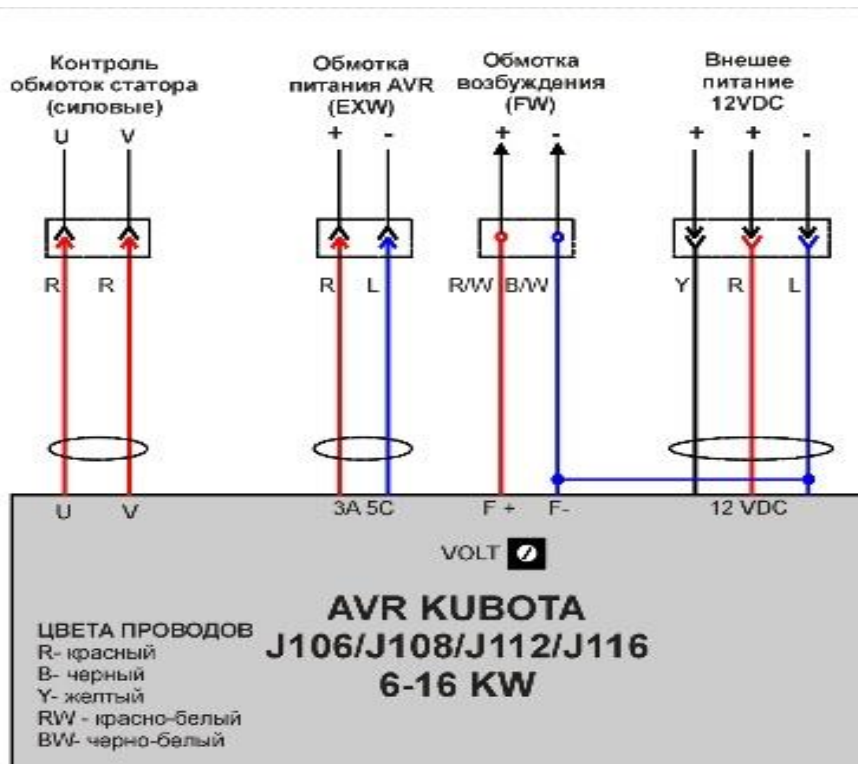 Контроль
обмоток статора
(силовые)
U V
Обмотка
питания AVR
(EXW)
+ -
Обмотка
возбуждения
(FW)
+ -
Внешее
питание
12VDC
+ + -
R R
R L
R/W B/W
Y R L
U V
3A 5C
F + F-
12 VDC
VOLT
AVR KUBOTA
J106/J108/J112/J116
6-16 KW
ЦВЕТА ПРОВОДОВ
R- красный
B- черный
Y- желтый
RW - красно-белый
BW- черно-белый